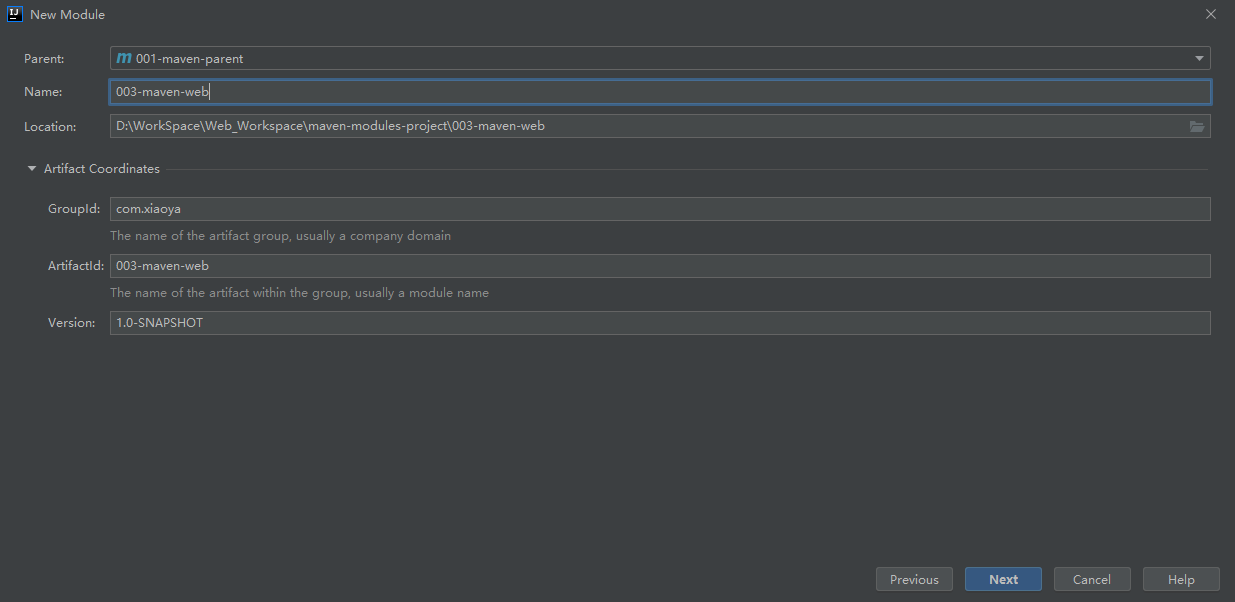 IJ New Module
Parent: m 001-maven-parent
Name: 003-maven-web
Location: D:\WorkSpace\Web_Workspace\maven-modules-project\003-maven-web
Artifact Coordinates
GroupId: com.xiaoya
The name of the artifact group, usually a company domain
ArtifactId: 003-maven-web
The name of the artifact within the group, usually a module name
Version: 1.0-SNAPSHOT
Previous Next Cancel Help